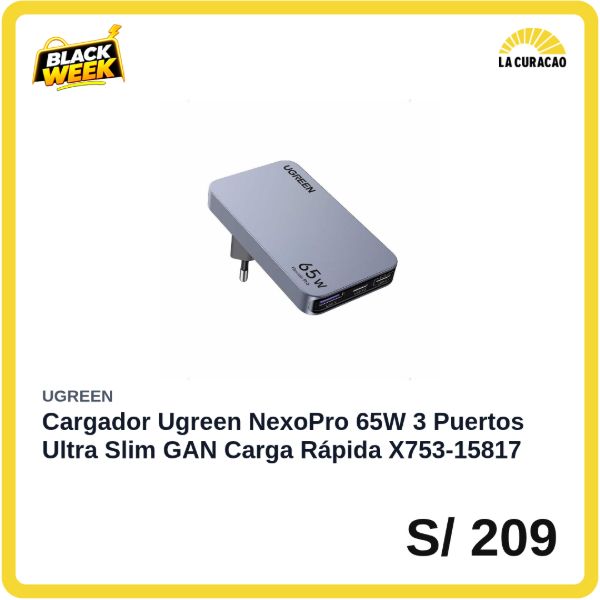 BLACK
WEEK
LA CURACAO
UGREEN
65W
UGREEN
Cargador Ugreen NexoPro 65W 3 Puertos
Ultra Slim GAN Carga Rápida X753-15817
S/ 209